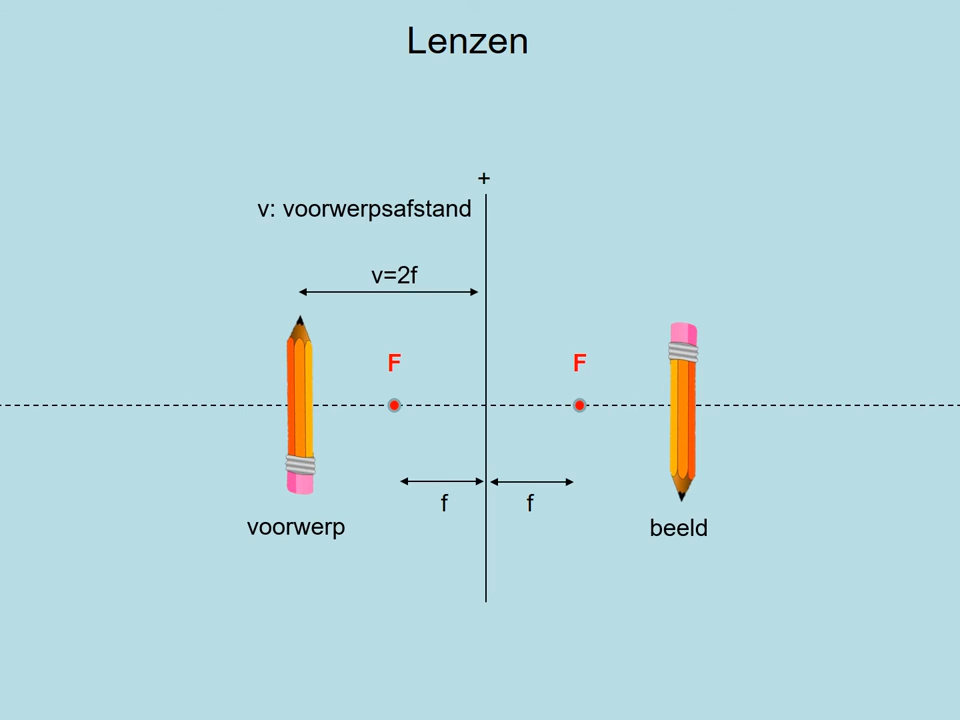 Lenzen
+
v: voorwerpsafstand
v=2f
F
F
f
f
voorwerp
beeld